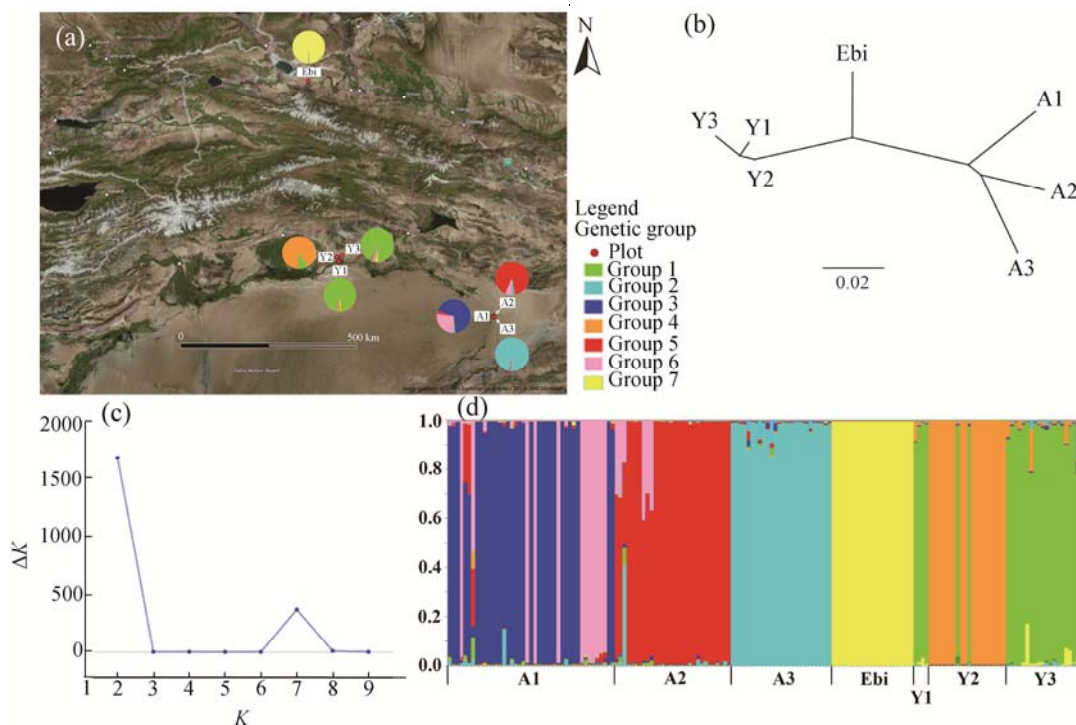 (a)
Ebi
Y2
Y3
Y1
A2
A1
A3
0
500 km
N
(b)
Ebi
A1
Y3
Y1
Y2
A2
A3
0.02
Legend
Genetic group
Plot
Group 1
Group 2
Group 3
Group 4
Group 5
Group 6
Group 7
(c)
2000
1500
1000
500
0
ΔK
1 2 3 4 5 6 7 8 9
K
(d)
1.0
0.8
0.6
0.4
0.2
0.0
A1 A2 A3 Ebi Y1 Y2 Y3